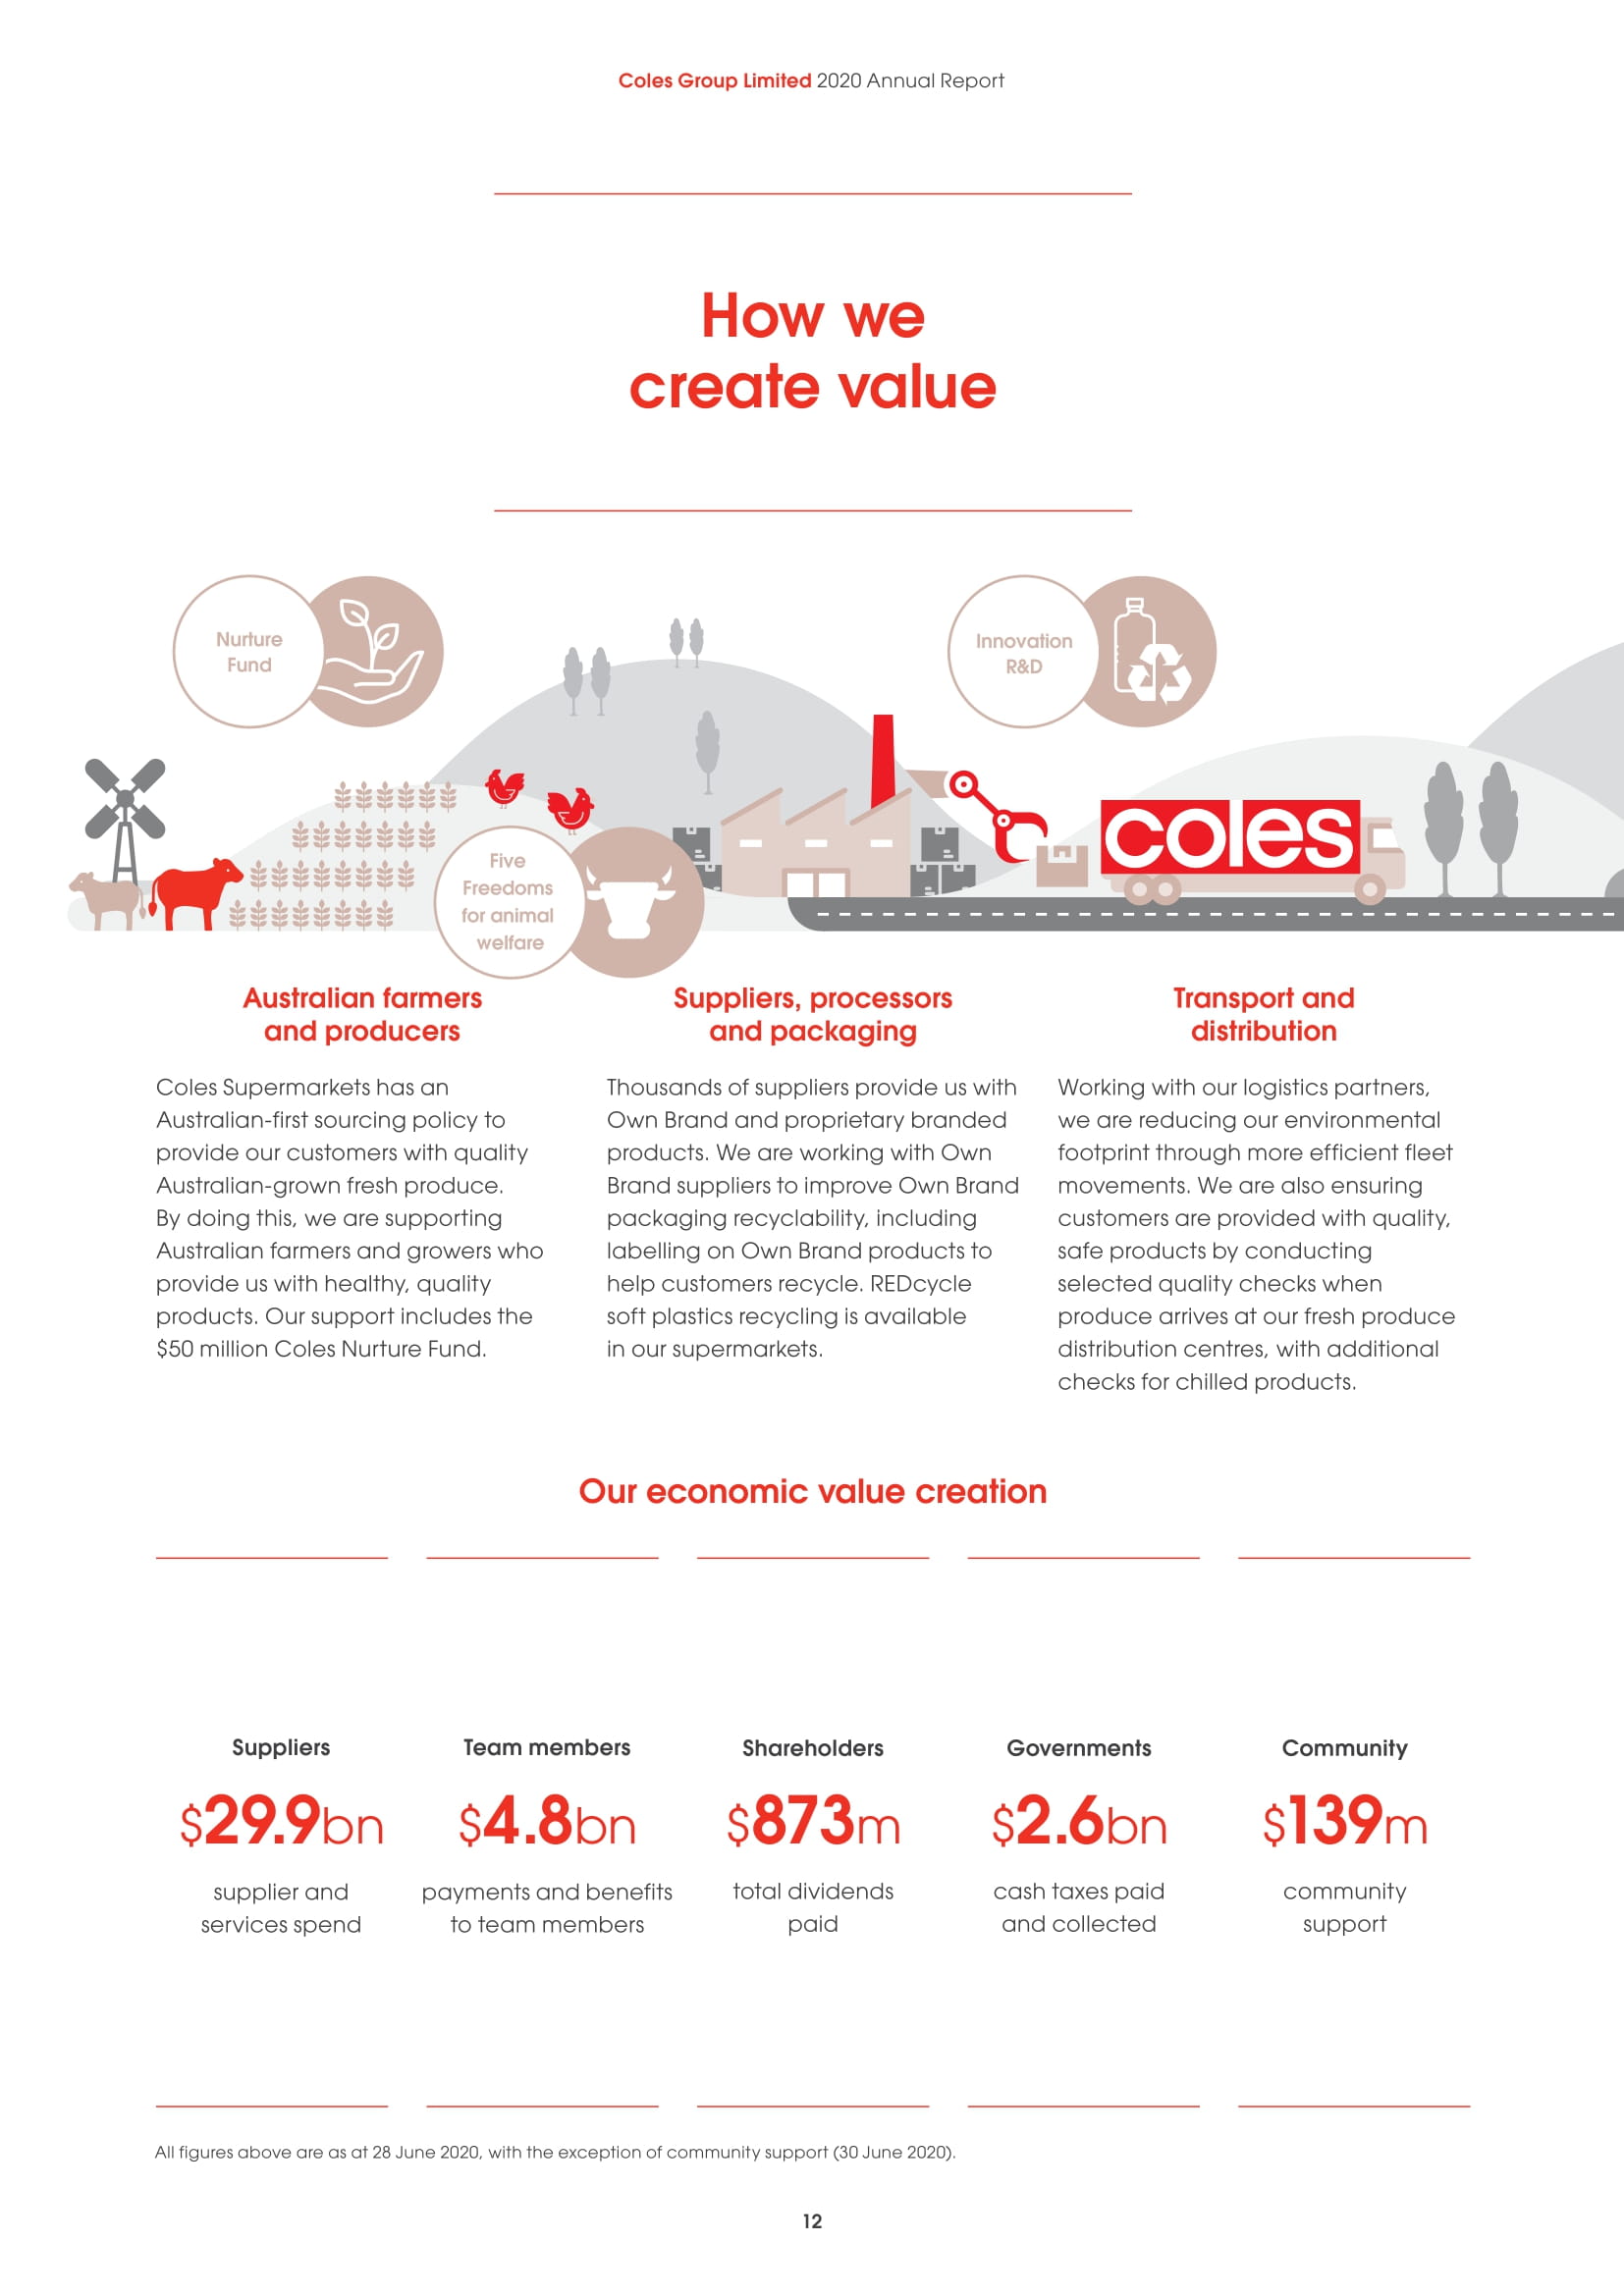 Coles Group Limited 2020 Annual Report
How we
create value
Nurture
Fund
Innovation
R&D
coles
Five
Freedoms
for animal
welfare
Australian farmers
and producers
Coles Supermarkets has an
Australian-first sourcing policy to
provide our customers with quality
Australian-grown fresh produce.
By doing this, we are supporting
Australian farmers and growers who
provide us with healthy, quality
products. Our support includes the
$50 million Coles Nurture Fund.
Suppliers, processors
and packaging
Thousands of suppliers provide us with
Own Brand and proprietary branded
products. We are working with Own
Brand suppliers to improve Own Brand
packaging recyclability, including
labelling on Own Brand products to
help customers recycle. REDcycle
soft plastics recycling is available
in our supermarkets.
Transport and
distribution
Working with our logistics partners,
we are reducing our environmental
footprint through more efficient fleet
movements. We are also ensuring
customers are provided with quality,
safe products by conducting
selected quality checks when
produce arrives at our fresh produce
distribution centres, with additional
checks for chilled products.
Our economic value creation
Suppliers
$29.9bn
supplier and
services spend
Team members
$4.8bn
payments and benefits
to team members
Shareholders
$873m
total dividends
paid
Governments
$2.6bn
cash taxes paid
and collected
Community
$139m
community
support
All figures above are as at 28 June 2020, with the exception of community support (30 June 2020).
12